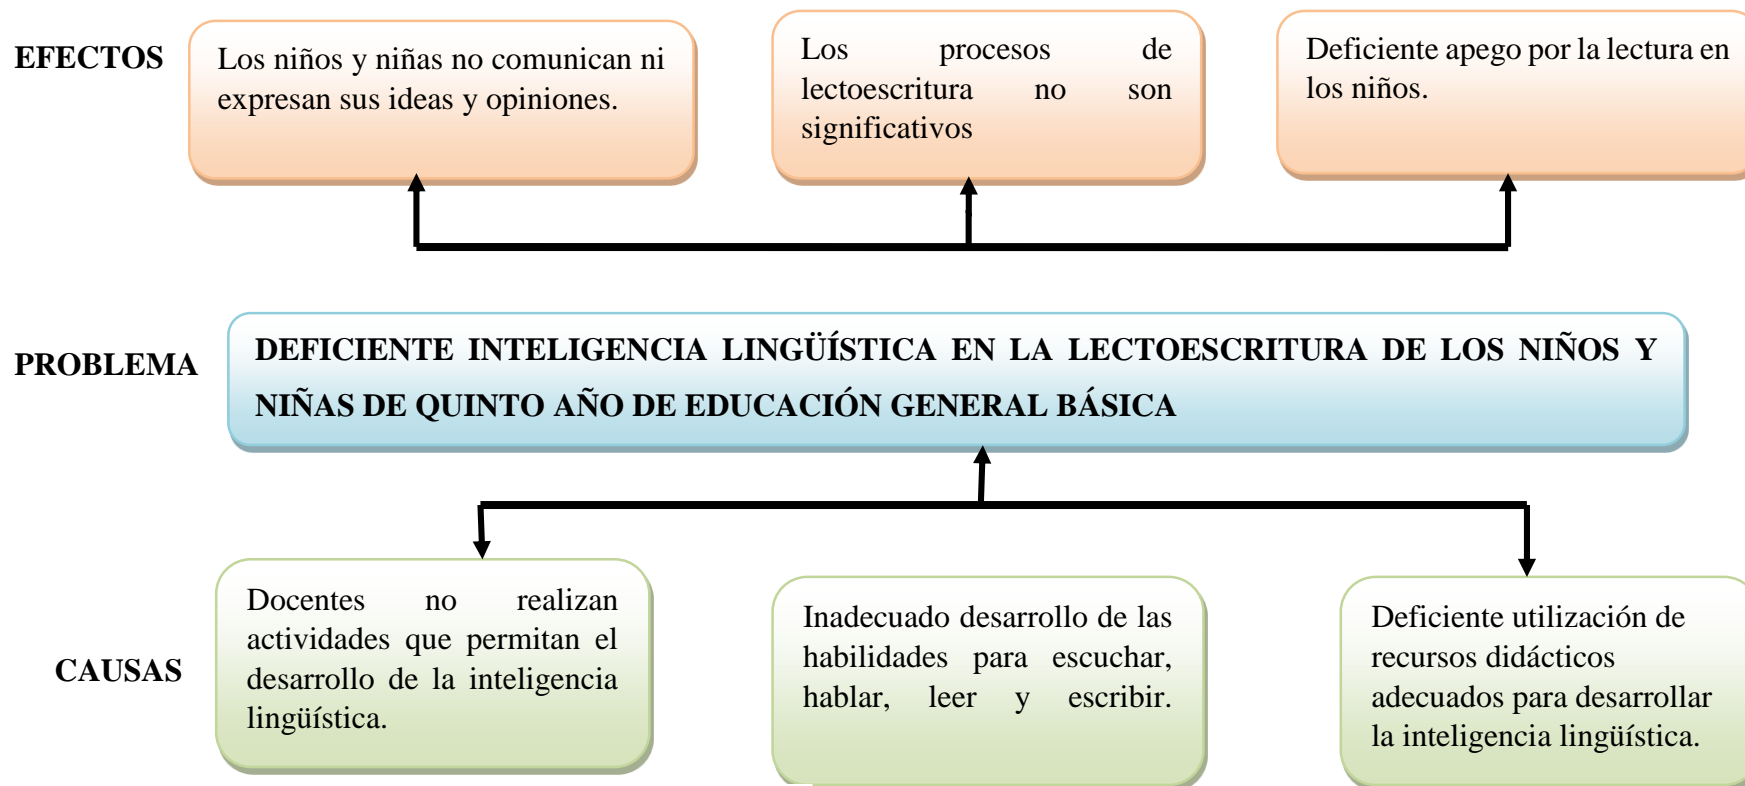 EFECTOS
Los niños y niñas no comunican ni
expresan sus ideas y opiniones.
Los procesos de
lectoescritura no son
significativos
Deficiente apego por la lectura en
los niños.
PROBLEMA
DEFICIENTE INTELIGENCIA LINGÜÍSTICA EN LA LECTOESCRITURA DE LOS NIÑOS Y
NIÑAS DE QUINTO AÑO DE EDUCACIÓN GENERAL BÁSICA
CAUSAS
Docentes no realizan
actividades que permitan el
desarrollo de la inteligencia
lingüística.
Inadecuado desarrollo de las
habilidades para escuchar,
hablar, leer y escribir.
Deficiente utilización de
recursos didácticos
adecuados para desarrollar
la inteligencia lingüística.